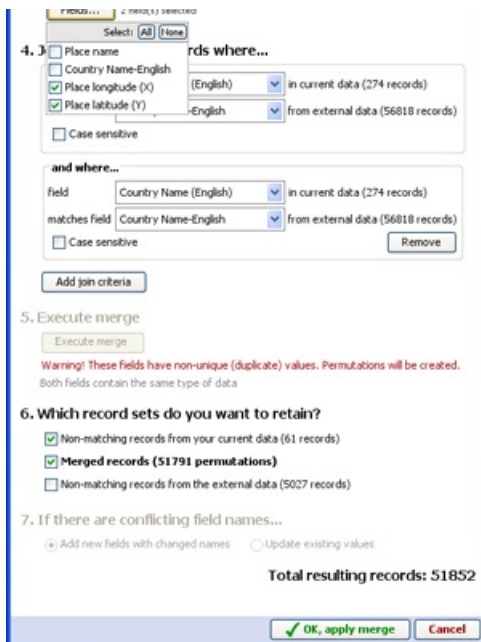 Fields... 2 field(s) selected
Select: All None
4. J rds where...
Place name
Country Name-English
Place longitude (X)
Place latitude (Y)
(English) in current data (274 records)
-English from external data (56818 records)
Case sensitive
and where...
field Country Name (English) in current data (274 records)
matches field Country Name-English from external data (56818 records)
Case sensitive Remove
Add join criteria
5. Execute merge
Execute merge
Warning! These fields have non-unique (duplicate) values. Permutations will be created.
Both fields contain the same type of data
6. Which record sets do you want to retain?
Non-matching records from your current data (61 records)
Merged records (51791 permutations)
Non-matching records from the external data (5027 records)
7. If there are conflicting field names...
Add new fields with changed names Update existing values
Total resulting records: 51852
OK, apply merge Cancel